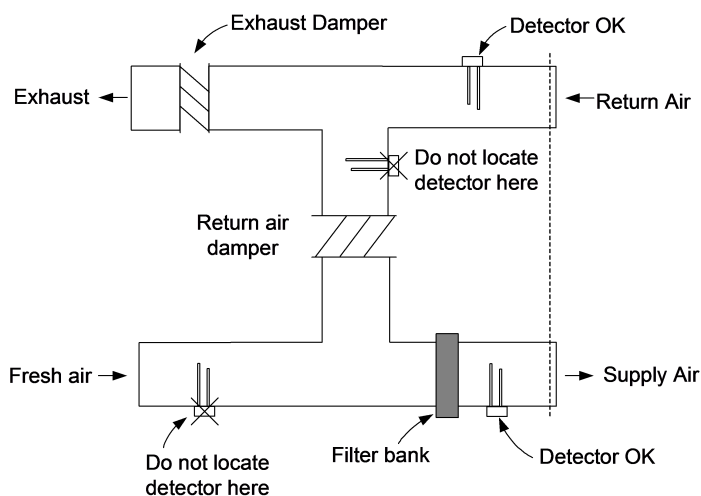 Exhaust Damper
Detector OK
Exhaust
Return Air
Do not locate
detector here
Return air
damper
Fresh air
Supply Air
Filter bank
Detector OK
Do not locate
detector here